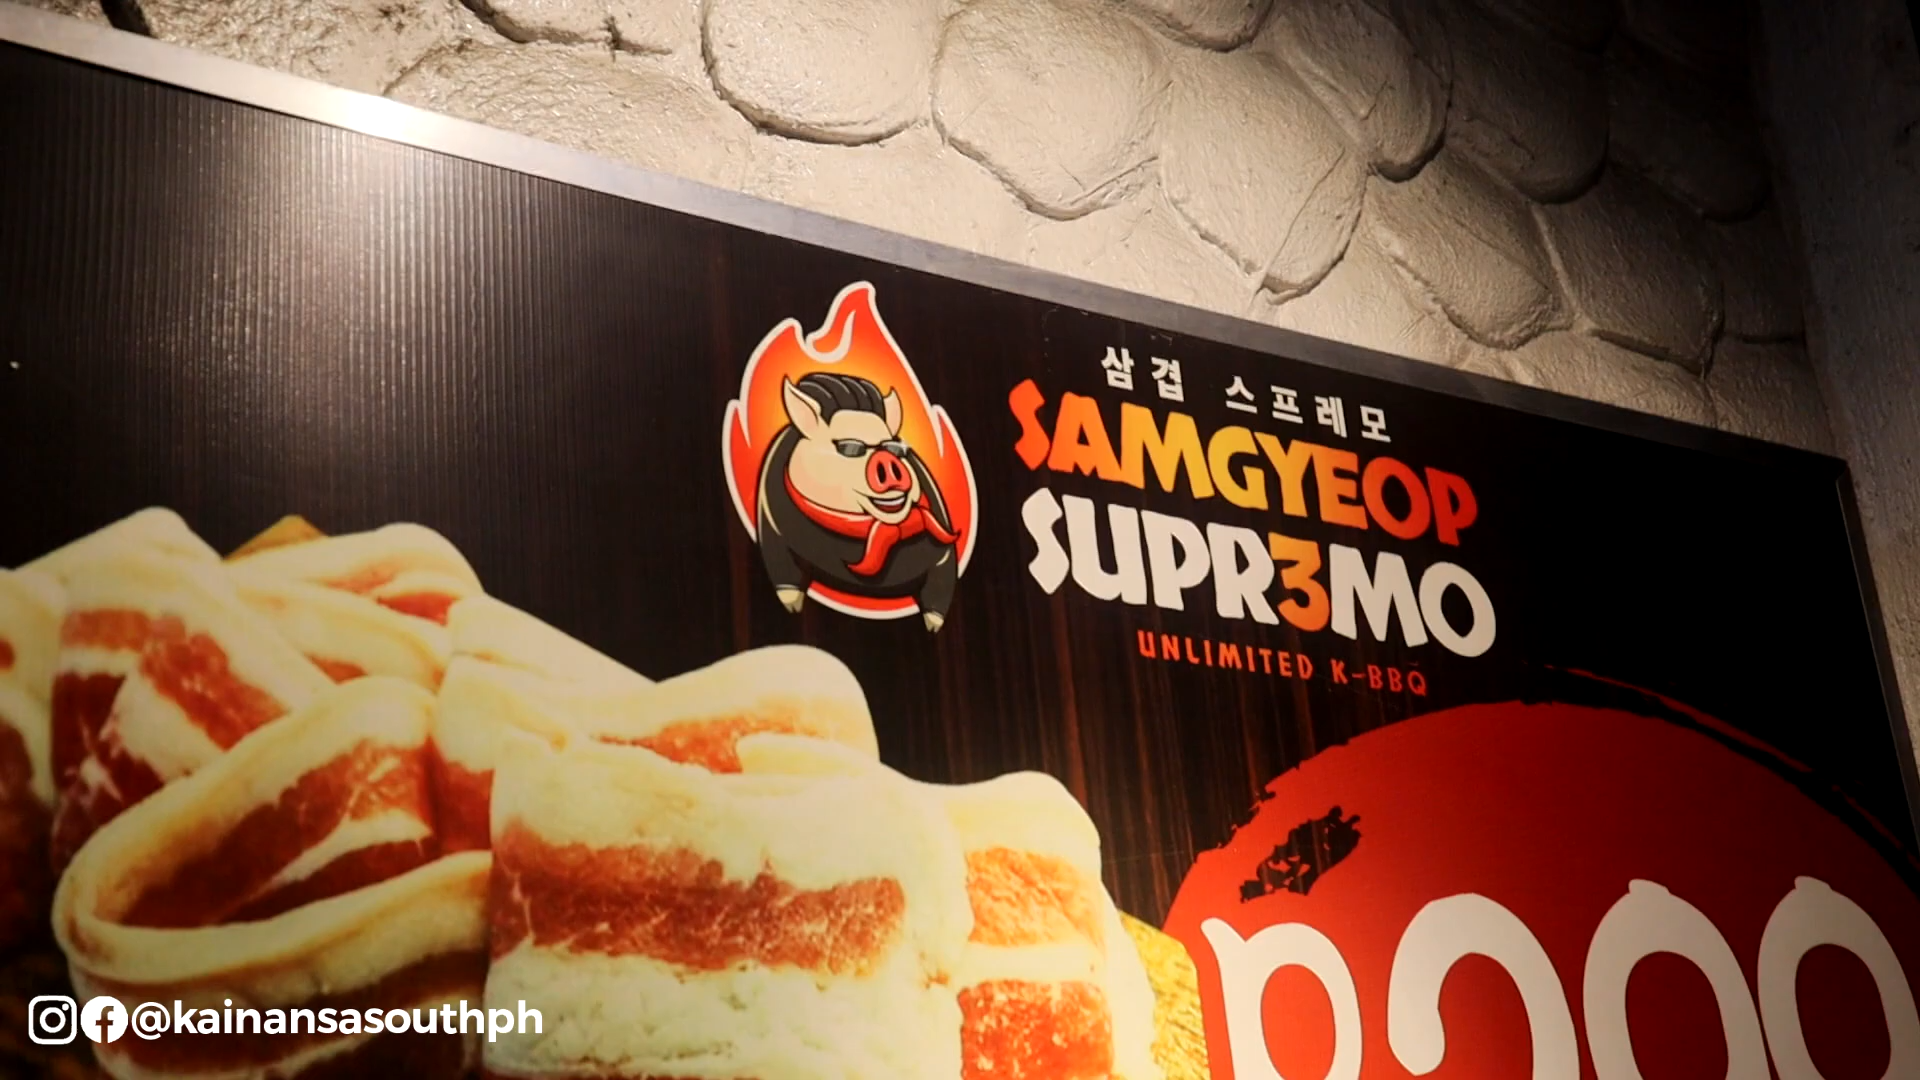 삼겹 스프레모
SAMGYEOP
SUPR3MO
UNLIMITED K-BBQ
@kainansasouthph